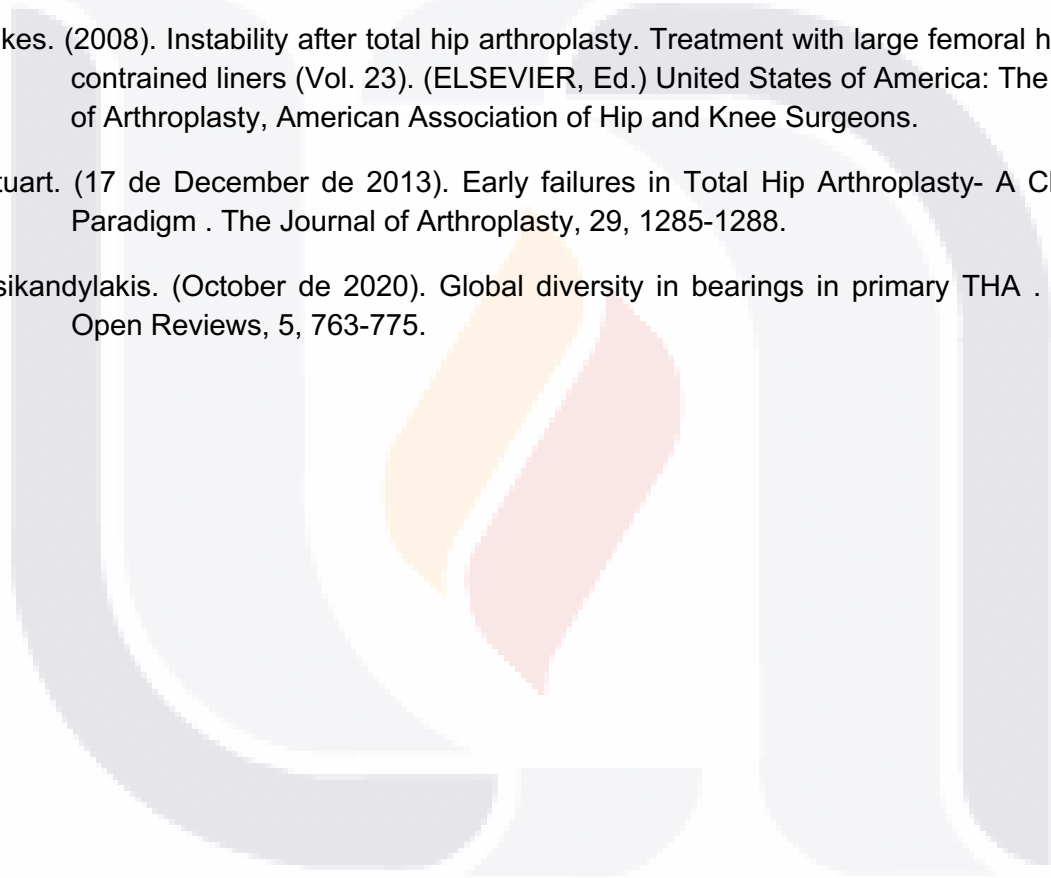 kes. (2008). Instability after total hip arthroplasty. Treatment with large femoral h
contrained liners (Vol. 23). (ELSEVIER, Ed.) United States of America: The
of Arthroplasty, American Association of Hip and Knee Surgeons.
tuart. (17 de December de 2013). Early failures in Total Hip Arthroplasty- A Cl
Paradigm . The Journal of Arthroplasty, 29, 1285-1288.
sikandylakis. (October de 2020). Global diversity in bearings in primary THA .
Open Reviews, 5, 763-775.